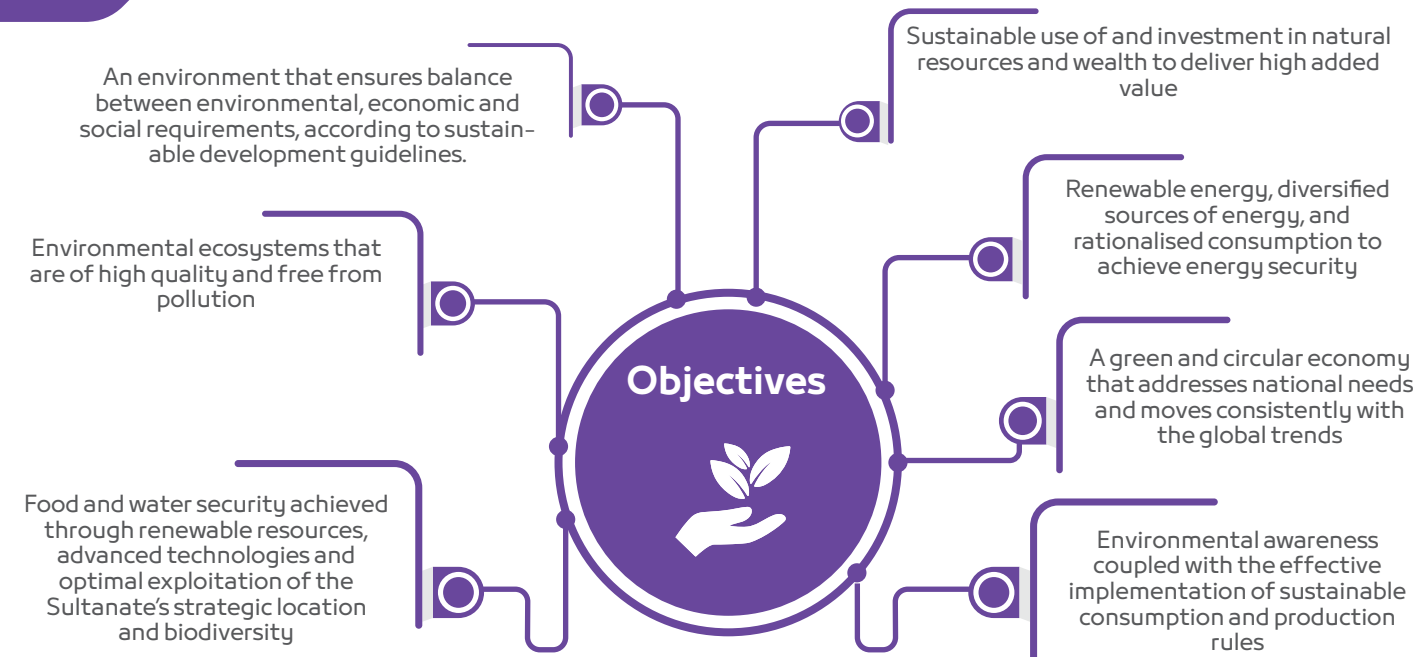 An environment that ensures balance
between environmental, economic and
social requirements, according to sustain-
able development guidelines.
Environmental ecosystems that
are of high quality and free from
pollution
Food and water security achieved
through renewable resources,
advanced technologies and
optimal exploitation of the
Sultanate’s strategic location
and biodiversity
Objectives
Sustainable use of and investment in natural
resources and wealth to deliver high added
value
Renewable energy, diversified
sources of energy, and
rationalised consumption to
achieve energy security
A green and circular economy
that addresses national needs
and moves consistently with
the global trends
Environmental awareness
coupled with the effective
implementation of sustainable
consumption and production
rules